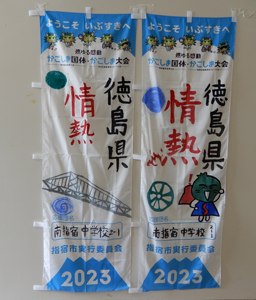 ようこそ いぶすきへ
燃ゆる感動
かごしま国体・かごしま大会
徳島県
情熱
南指宿中学校2-1
指宿市実行委員会
2023
ようこそ いぶすきへ
燃ゆる感動
かごしま国体・かごしま大会
徳島県
情熱
南指宿中学校
指宿市実行委員会
2023